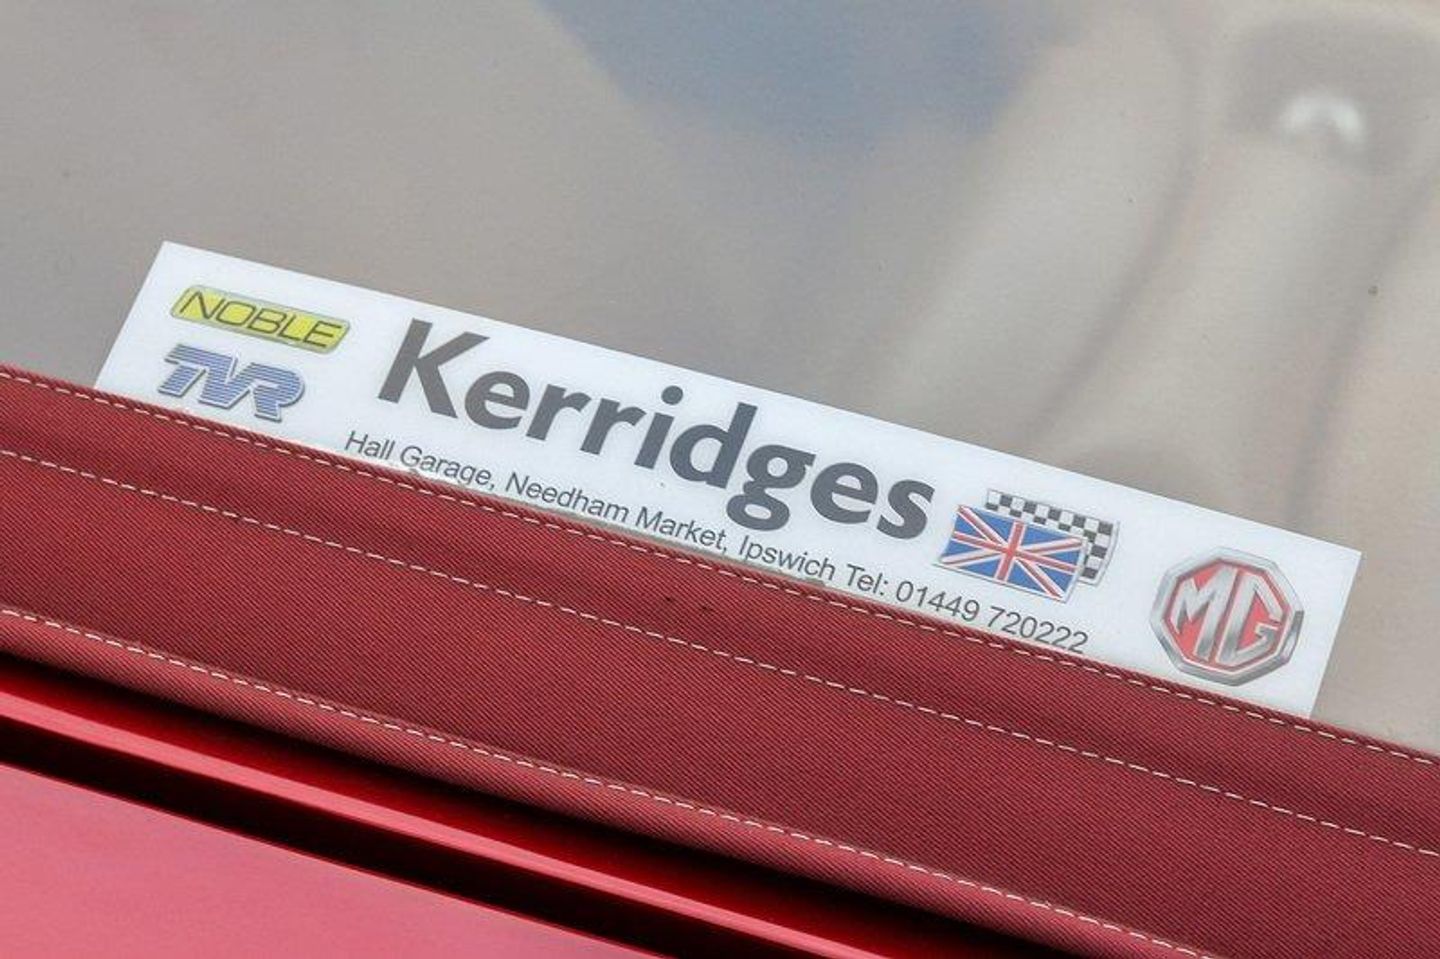 NOBLE
TVR
Kerridges
Hall Garage, Needham Market, Ipswich Tel: 01449 720222
MG